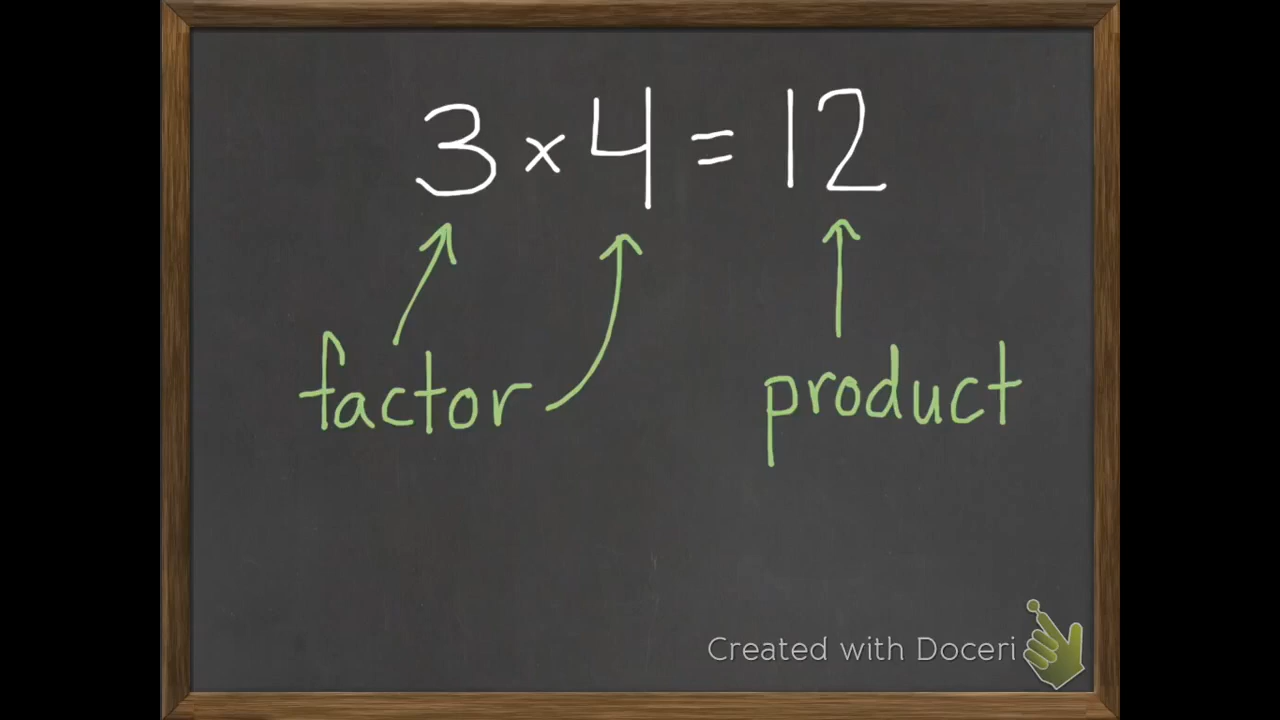 3 × 4 = 12
factor product
Created with Doceri